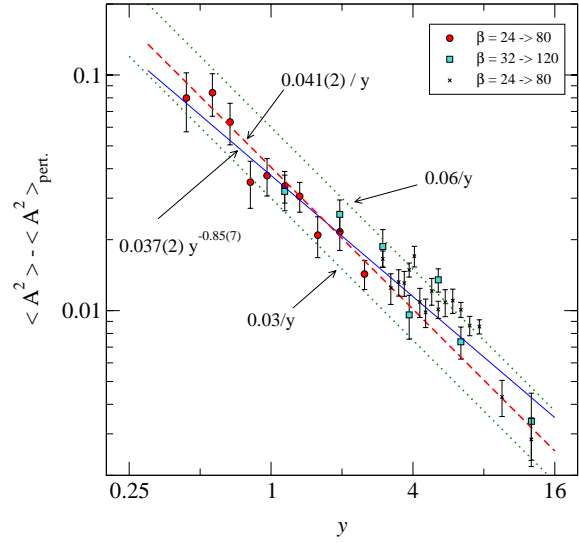 β = 24 -> 80
β = 32 -> 120
β = 24 -> 80
0.1
0.01
< A² > - < A² >pert.
0.041(2) / y
0.06/y
0.037(2) y^-0.85(7)
0.03/y
0.25
1
4
16
y